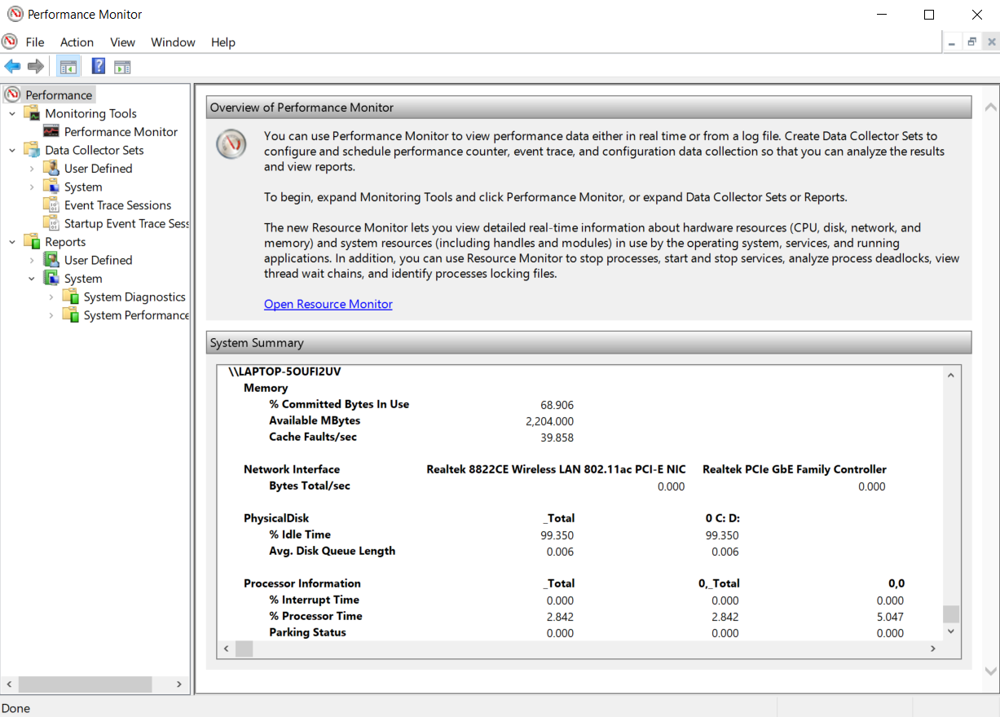 Performance Monitor
File Action View Window Help
Performance
Monitoring Tools
Performance Monitor
Data Collector Sets
User Defined
System
Event Trace Sessions
Startup Event Trace Sess
Reports
User Defined
System
System Diagnostics
System Performance
Overview of Performance Monitor
You can use Performance Monitor to view performance data either in real time or from a log file. Create Data Collector Sets to
configure and schedule performance counter, event trace, and configuration data collection so that you can analyze the results
and view reports.
To begin, expand Monitoring Tools and click Performance Monitor, or expand Data Collector Sets or Reports.
The new Resource Monitor lets you view detailed real-time information about hardware resources (CPU, disk, network, and
memory) and system resources (including handles and modules) in use by the operating system, services, and running
applications. In addition, you can use Resource Monitor to stop processes, start and stop services, analyze process deadlocks, view
thread wait chains, and identify processes locking files.
Open Resource Monitor
System Summary
\\LAPTOP-5OUFI2UV
Memory
% Committed Bytes In Use 68.906
Available MBytes 2,204.000
Cache Faults/sec 39.858
Network Interface Realtek 8822CE Wireless LAN 802.11ac PCI-E NIC Realtek PCIe GbE Family Controller
Bytes Total/sec 0.000 0.000
PhysicalDisk _Total 0 C: D:
% Idle Time 99.350 99.350
Avg. Disk Queue Length 0.006 0.006
Processor Information _Total 0,_Total 0,0
% Interrupt Time 0.000 0.000 0.000
% Processor Time 2.842 2.842 5.047
Parking Status 0.000 0.000 0.000
Done